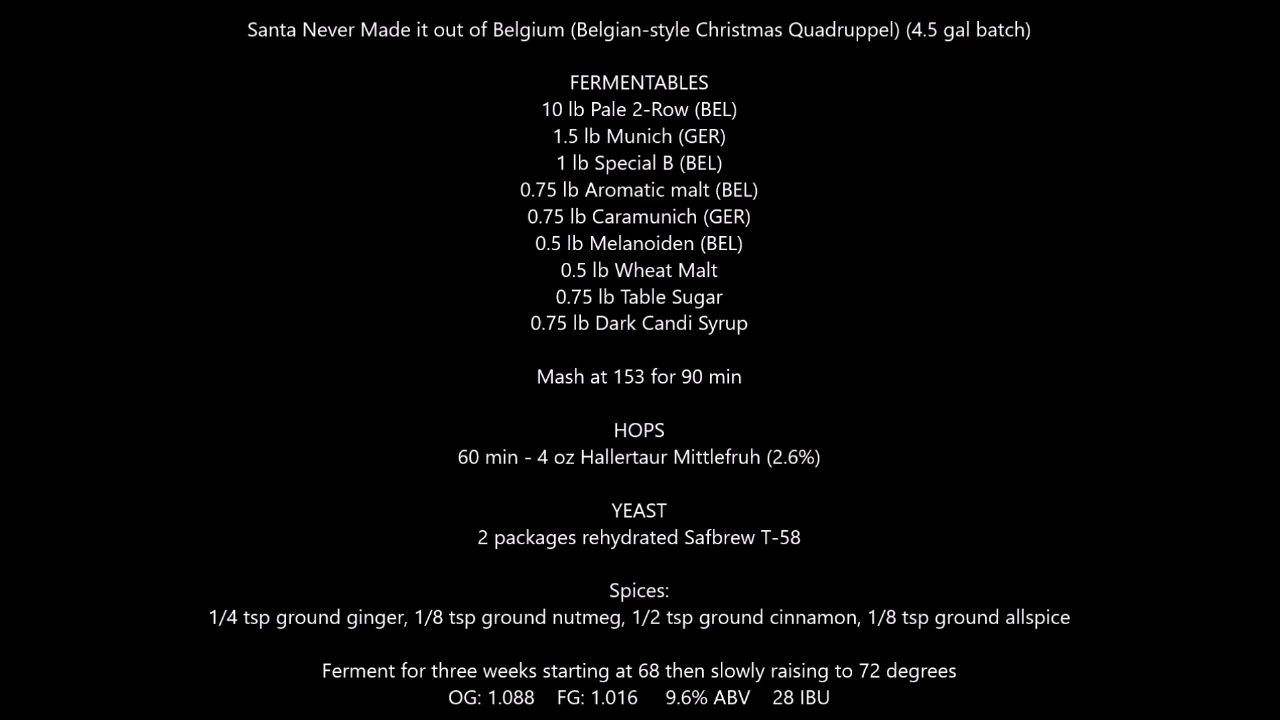 Santa Never Made it out of Belgium (Belgian-style Christmas Quadruppel) (4.5 gal batch)
FERMENTABLES
10 lb Pale 2-Row (BEL)
1.5 lb Munich (GER)
1 lb Special B (BEL)
0.75 lb Aromatic malt (BEL)
0.75 lb Caramunich (GER)
0.5 lb Melanoiden (BEL)
0.5 lb Wheat Malt
0.75 lb Table Sugar
0.75 lb Dark Candi Syrup
Mash at 153 for 90 min
HOPS
60 min - 4 oz Hallertaur Mittlefruh (2.6%)
YEAST
2 packages rehydrated Safbrew T-58
Spices:
1/4 tsp ground ginger, 1/8 tsp ground nutmeg, 1/2 tsp ground cinnamon, 1/8 tsp ground allspice
Ferment for three weeks starting at 68 then slowly raising to 72 degrees
OG: 1.088 FG: 1.016 9.6% ABV 28 IBU